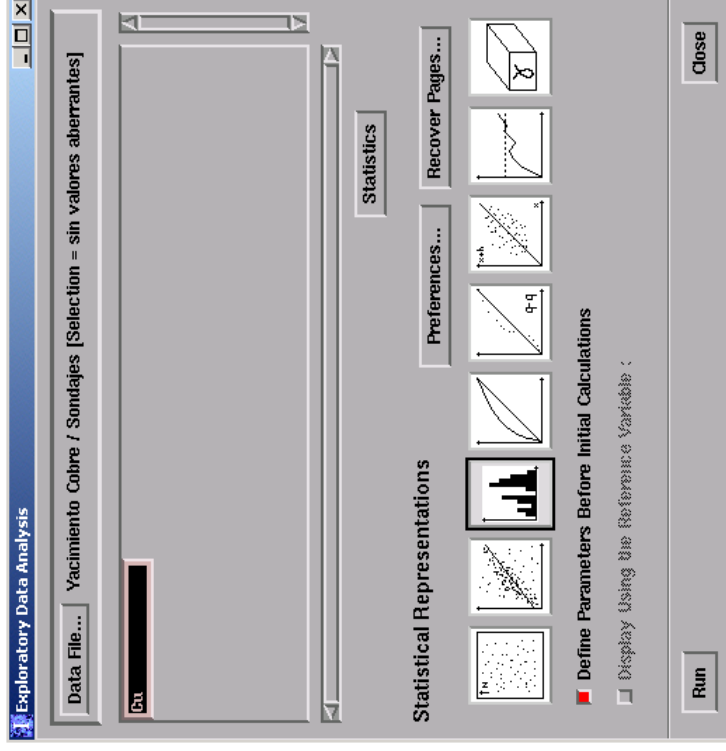 Exploratory Data Analysis
Data File... Yacimiento Cobre / Sondajes [Selection = sin valores aberrantes]
Cu
Statistics
Statistical Representations
Preferences... Recover Pages...
N
q-q
x+h
x
γ
Define Parameters Before Initial Calculations
Display Using the Reference Variable :
Run Close